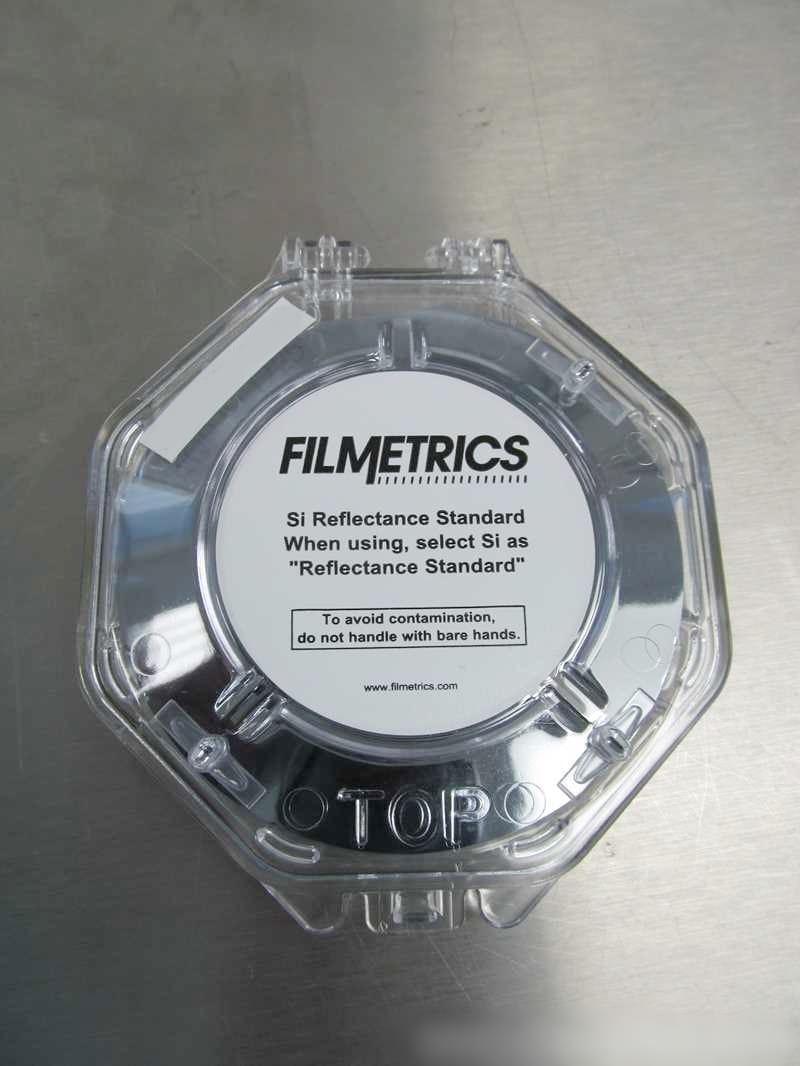 FILMETRICS
Si Reflectance Standard
When using, select Si as
"Reflectance Standard"
To avoid contamination,
do not handle with bare hands.
www.filmetrics.com
TOP